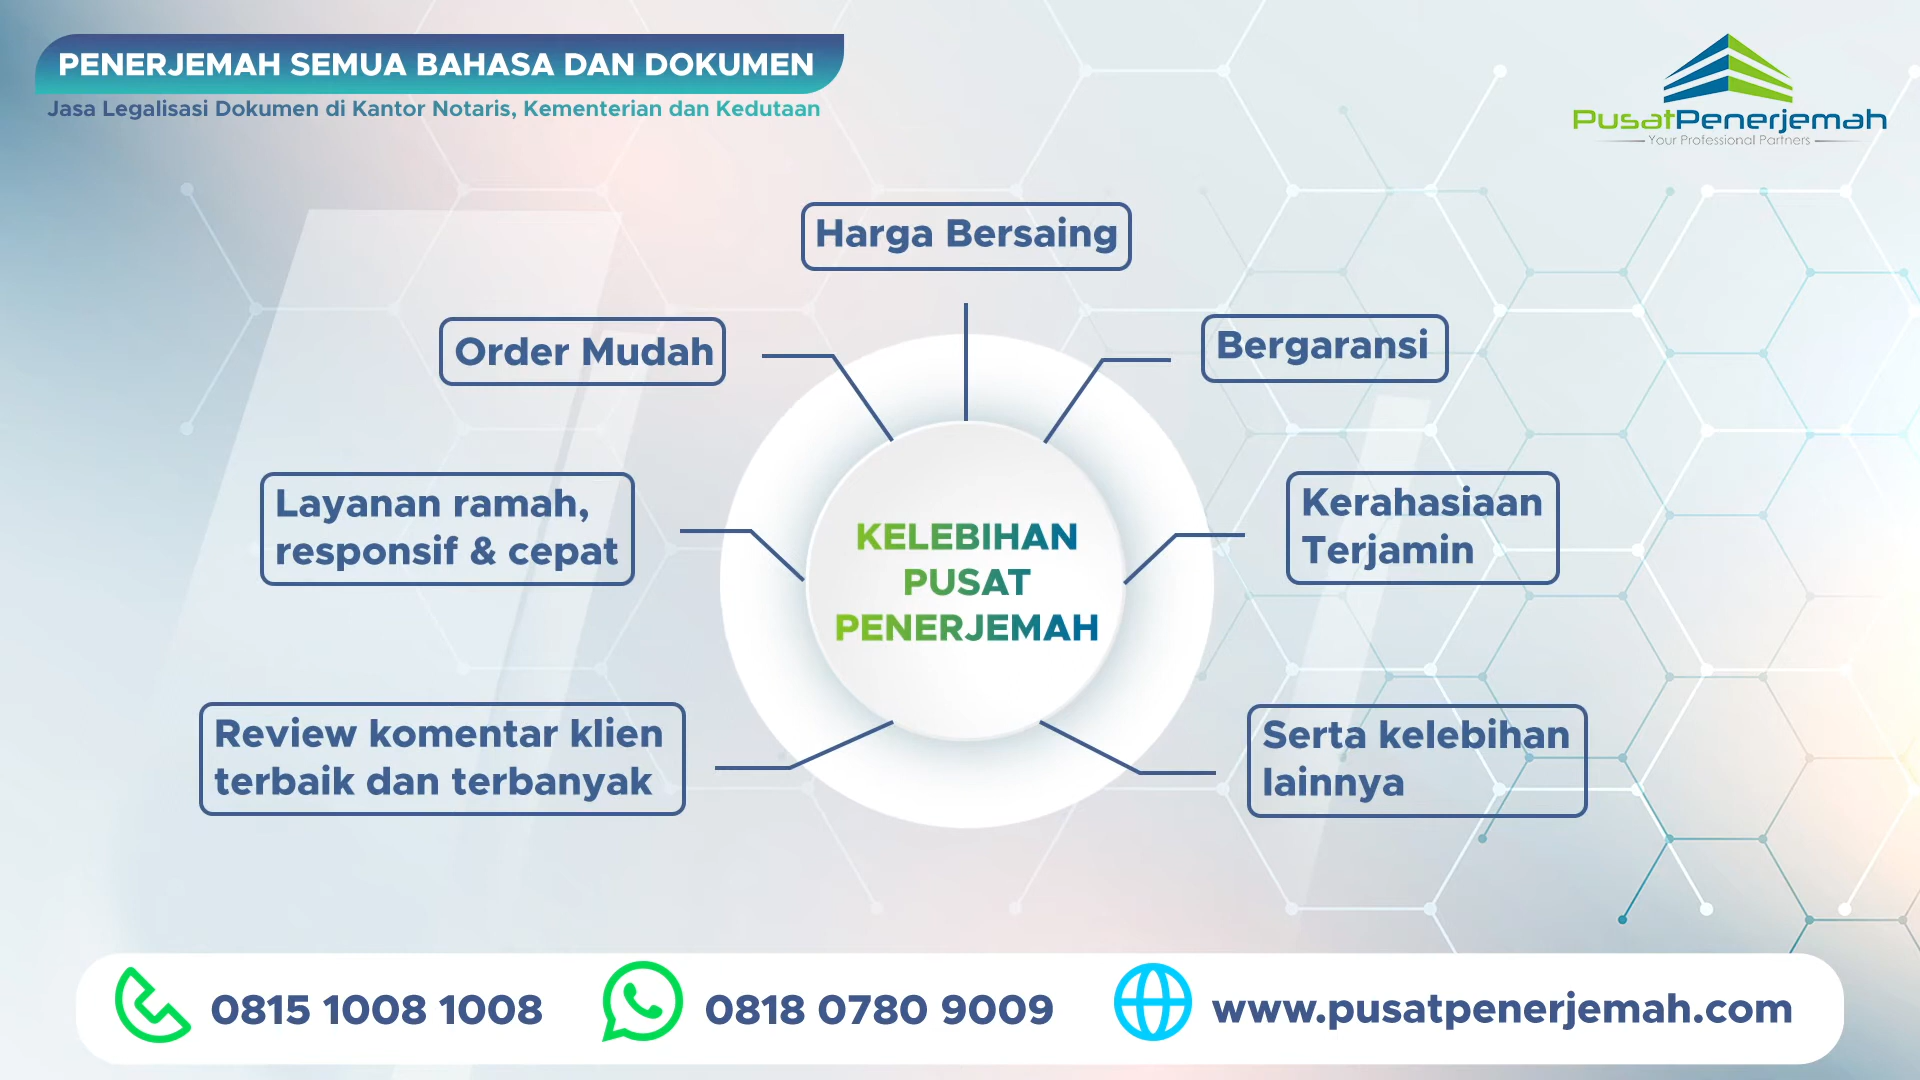 PENERJEMAH SEMUA BAHASA DAN DOKUMEN
Jasa Legalisasi Dokumen di Kantor Notaris, Kementerian dan Kedutaan
PusatPenerjemah
Your Professional Partners
Harga Bersaing
Order Mudah
Bergaransi
Layanan ramah,
responsif & cepat
Kerahasiaan
Terjamin
KELEBIHAN
PUSAT
PENERJEMAH
Review komentar klien
terbaik dan terbanyak
Serta kelebihan
lainnya
0815 1008 1008
0818 0780 9009
www.pusatpenerjemah.com